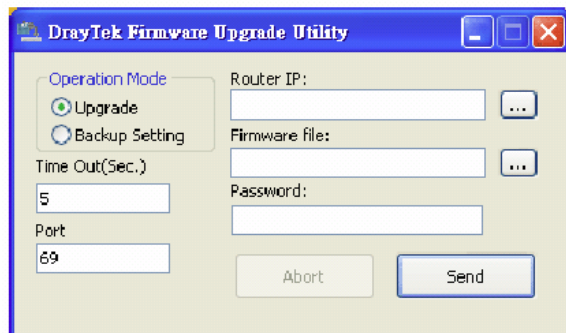 DrayTek Firmware Upgrade Utility
Operation Mode
Upgrade
Backup Setting
Time Out(Sec.)
5
Port
69
Router IP:
...
Firmware file:
...
Password:
Abort
Send